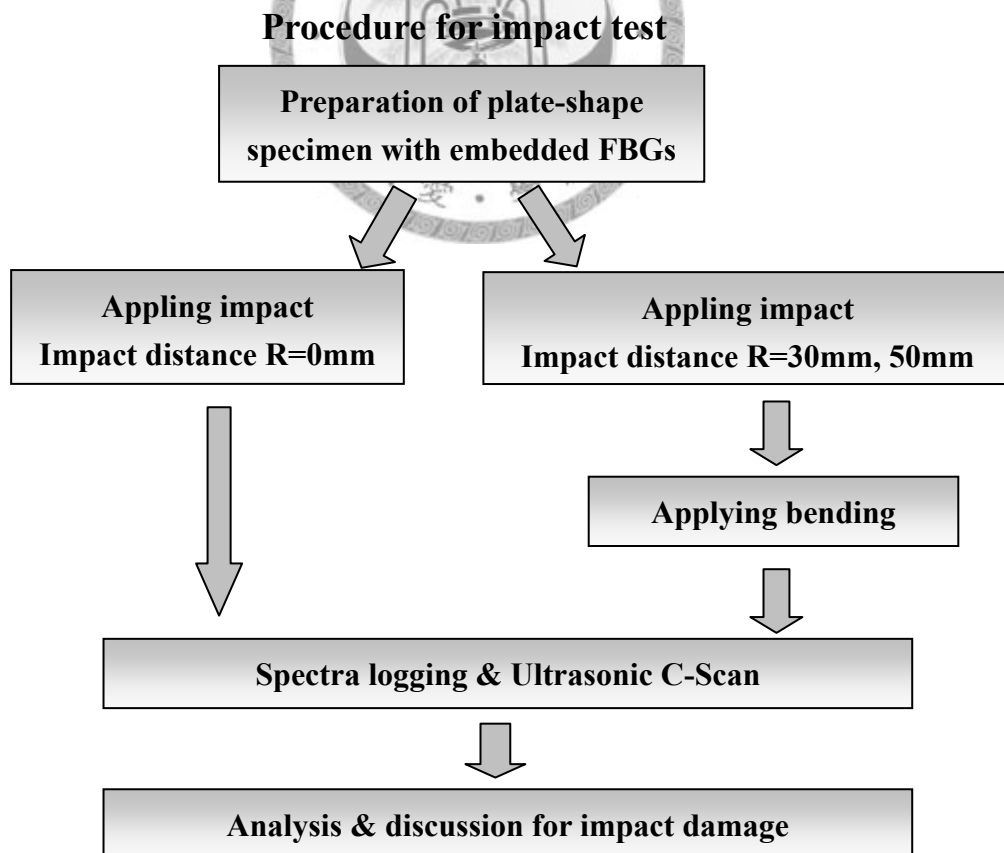 Procedure for impact test
Preparation of plate-shape
specimen with embedded FBGs
Appling impact
Impact distance R=0mm
Appling impact
Impact distance R=30mm, 50mm
Applying bending
Spectra logging & Ultrasonic C-Scan
Analysis & discussion for impact damage